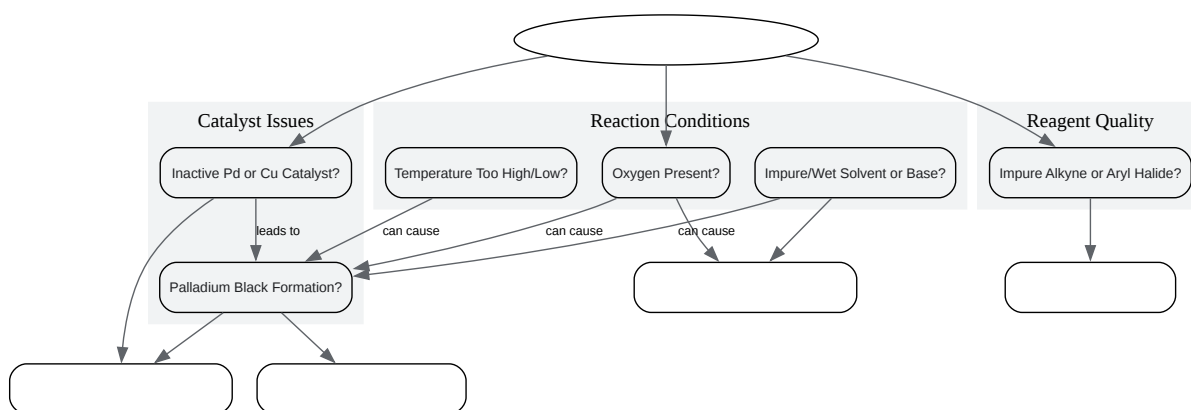 Catalyst Issues
Reaction Conditions
Reagent Quality
Inactive Pd or Cu Catalyst?
Temperature Too High/Low?
Oxygen Present?
Impure/Wet Solvent or Base?
Impure Alkyne or Aryl Halide?
leads to
can cause
can cause
can cause
Palladium Black Formation?